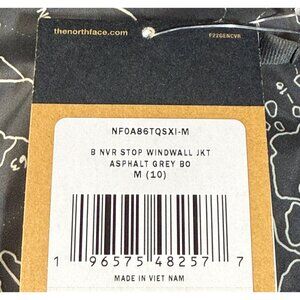 thenorthface.com
F22GENCVR
NF0A86TQSXI-M
B NVR STOP WINDWALL JKT
ASPHALT GREY BO
M (10)
1 96575 48257 7
MADE IN VIET NAM